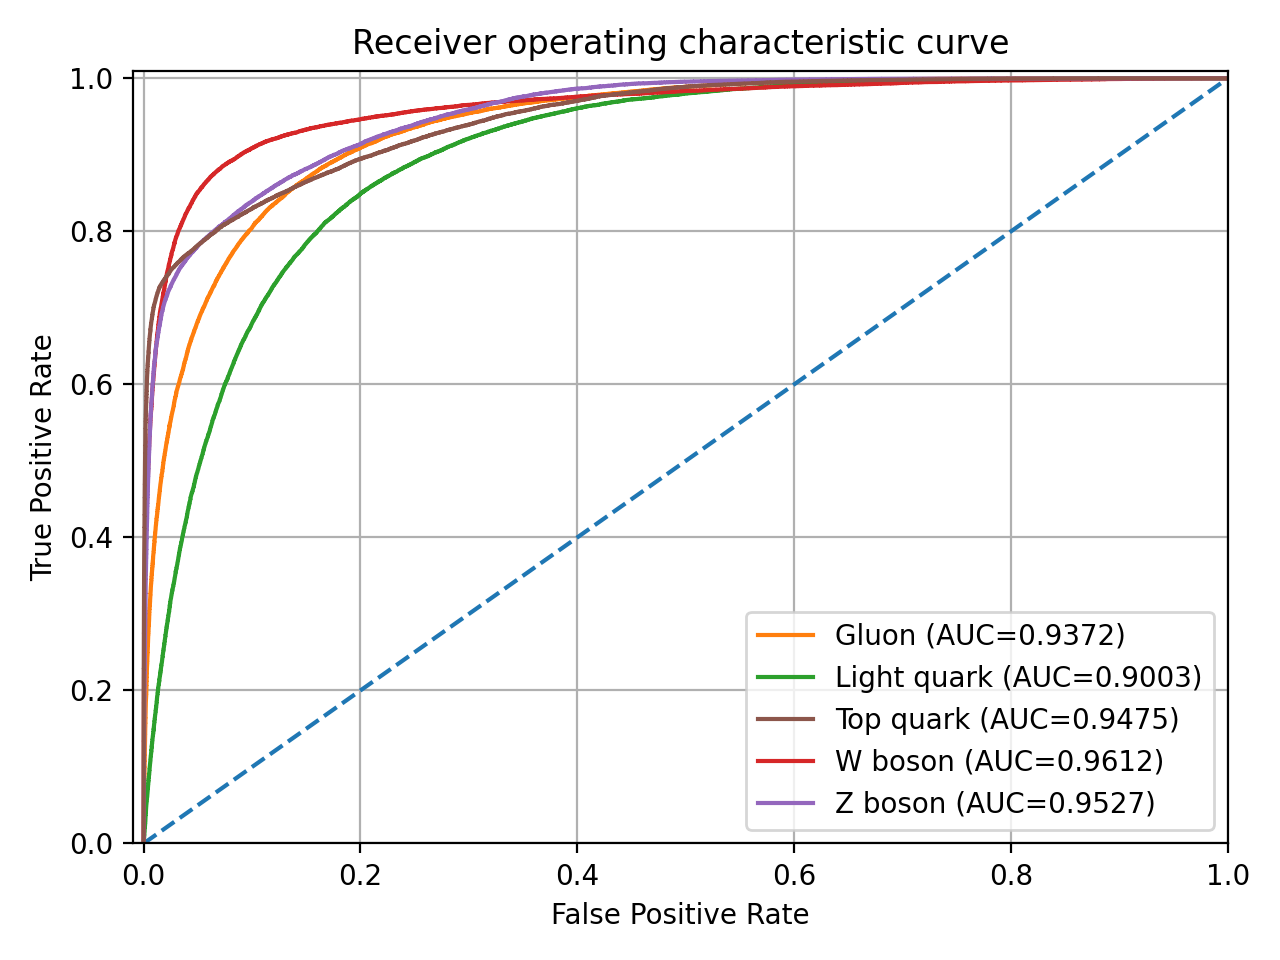 Receiver operating characteristic curve
1.0
0.8
0.6
0.4
0.2
0.0
True Positive Rate
Gluon (AUC=0.9372)
Light quark (AUC=0.9003)
Top quark (AUC=0.9475)
W boson (AUC=0.9612)
Z boson (AUC=0.9527)
0.0 0.2 0.4 0.6 0.8 1.0
False Positive Rate